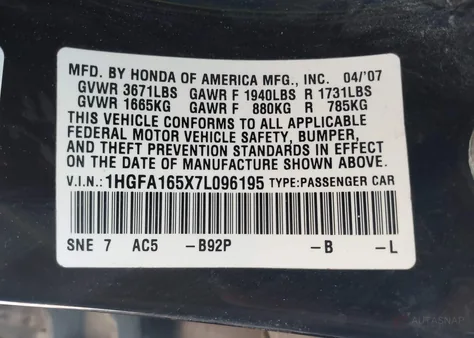 MFD. BY HONDA OF AMERICA MFG., INC. 04/'07
GVWR 3671LBS GAWR F 1940LBS R 1731LBS
GVWR 1665KG GAWR F 880KG R 785KG
THIS VEHICLE CONFORMS TO ALL APPLICABLE
FEDERAL MOTOR VEHICLE SAFETY, BUMPER,
AND THEFT PREVENTION STANDARDS IN EFFECT
ON THE DATE OF MANUFACTURE SHOWN ABOVE.
V.I.N.: 1HGFA165X7L096195 TYPE:PASSENGER CAR
SNE 7 AC5 -B92P -B -L
AUTASNAP